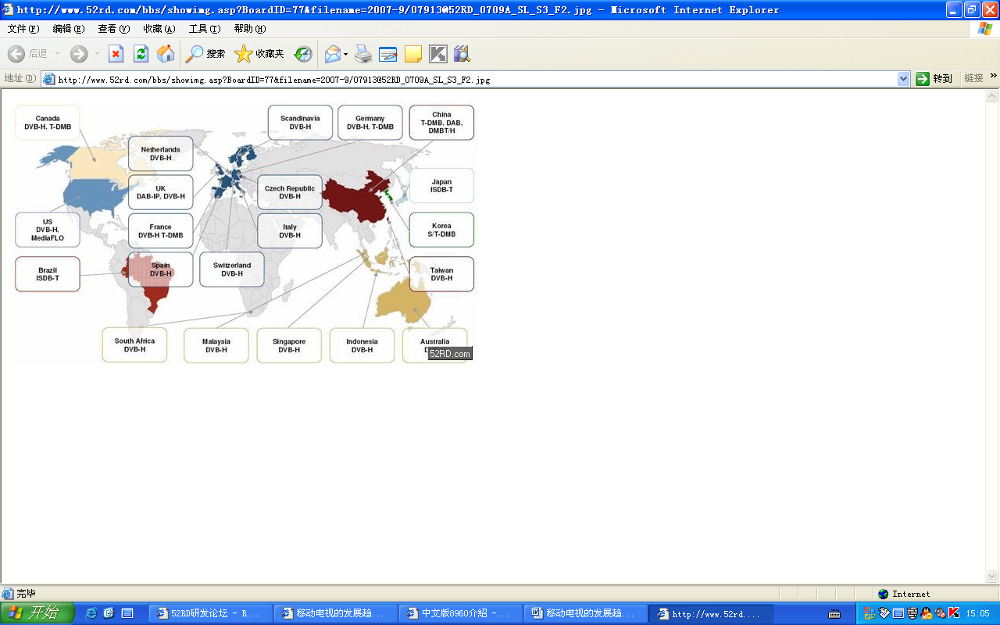 http://www.52rd.com/bbs/showimg.asp?BoardID=77&filename=2007-9/07913@52RD_0709A_SL_S3_F2.jpg - Microsoft Internet Explorer
文件(F) 编辑(E) 查看(V) 收藏(A) 工具(T) 帮助(H)
后退 搜索 收藏夹
地址(D) http://www.52rd.com/bbs/showimg.asp?BoardID=77&filename=2007-9/07913@52RD_0709A_SL_S3_F2.jpg 转到 链接 »
Canada
DVB-H, T-DMB
Scandinavia
DVB-H
Germany
DVB-H, T-DMB
China
T-DMB, DAB,
DMBT/H
Netherlands
DVB-H
UK
DAB-IP, DVB-H
Czech Republic
DVB-H
Japan
ISDB-T
US
DVB-H,
MediaFLO
France
DVB-H T-DMB
Italy
DVB-H
Korea
S/T-DMB
Brazil
ISDB-T
Spain
DVB-H
Switzerland
DVB-H
Taiwan
DVB-H
South Africa
DVB-H
Malaysia
DVB-H
Singapore
DVB-H
Indonesia
DVB-H
Australia
52RD.com
完毕 Internet
开始 52RD研发论坛 - R... 移动电视的发展趋... 中文版8960介紹 -... 移动电视的发展趋... http://www.52rd.... 15:05